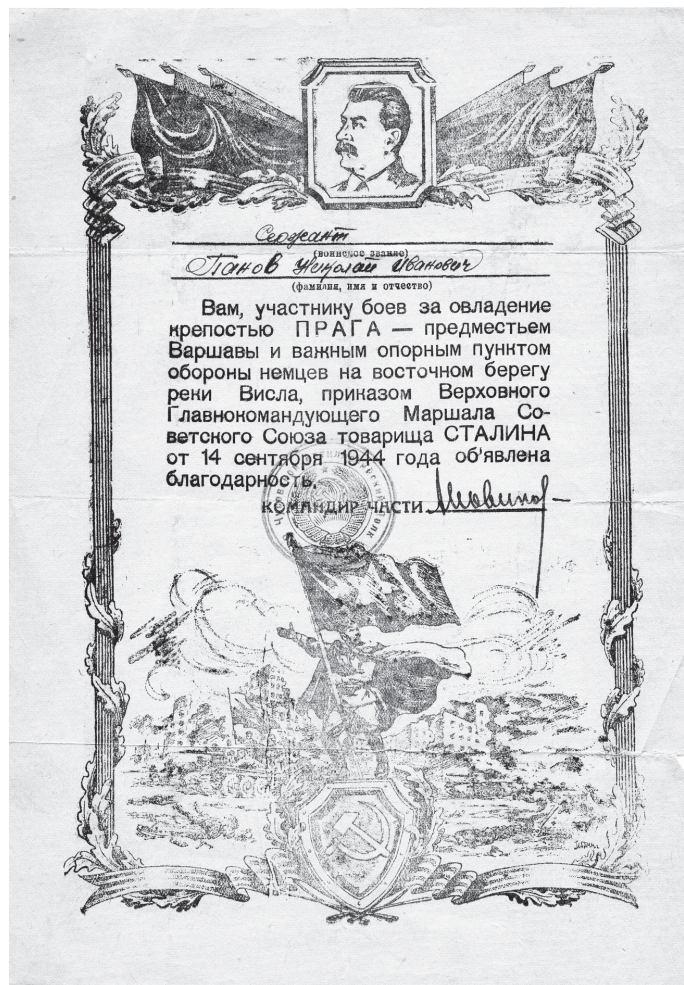 Сержант
(воинское звание)
Панов Николай Иванович
(фамилия, имя и отчество)
Вам, участнику боев за овладение
крепостью ПРАГА — предместьем
Варшавы и важным опорным пунктом
обороны немцев на восточном берегу
реки Висла, приказом Верховного
Главнокомандующего Маршала Со-
ветского Союза товарища СТАЛИНА
от 14 сентября 1944 года об’явлена
благодарность.
КОМАНДИР ЧАСТИ